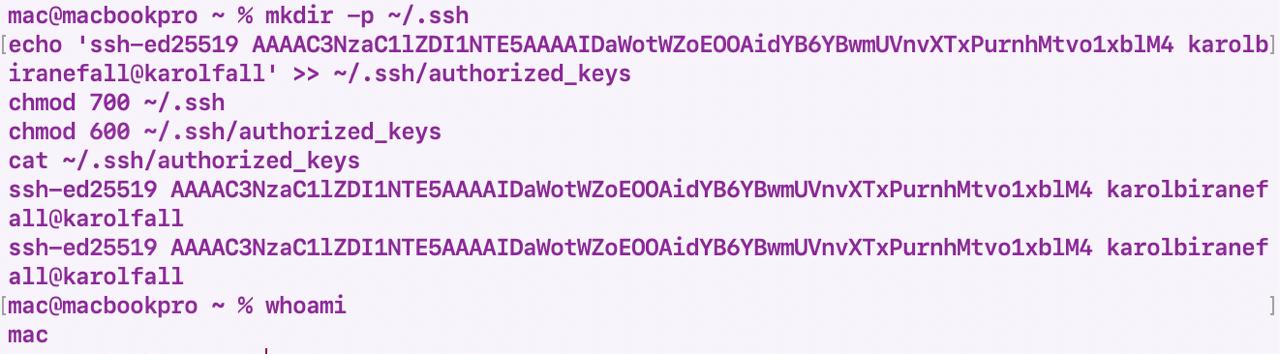 mac@macbookpro ~ % mkdir -p ~/.ssh
echo 'ssh-ed25519 AAAAC3NzaC1lZDI1NTE5AAAAIDaWotWZoEOOAidYB6YBwmUVnvXTxPurnhMtvo1xblM4 karolb
iranefall@karolfall' >> ~/.ssh/authorized_keys
chmod 700 ~/.ssh
chmod 600 ~/.ssh/authorized_keys
cat ~/.ssh/authorized_keys
ssh-ed25519 AAAAC3NzaC1lZDI1NTE5AAAAIDaWotWZoEOOAidYB6YBwmUVnvXTxPurnhMtvo1xblM4 karolbiranef
all@karolfall
ssh-ed25519 AAAAC3NzaC1lZDI1NTE5AAAAIDaWotWZoEOOAidYB6YBwmUVnvXTxPurnhMtvo1xblM4 karolbiranef
all@karolfall
mac@macbookpro ~ % whoami
mac